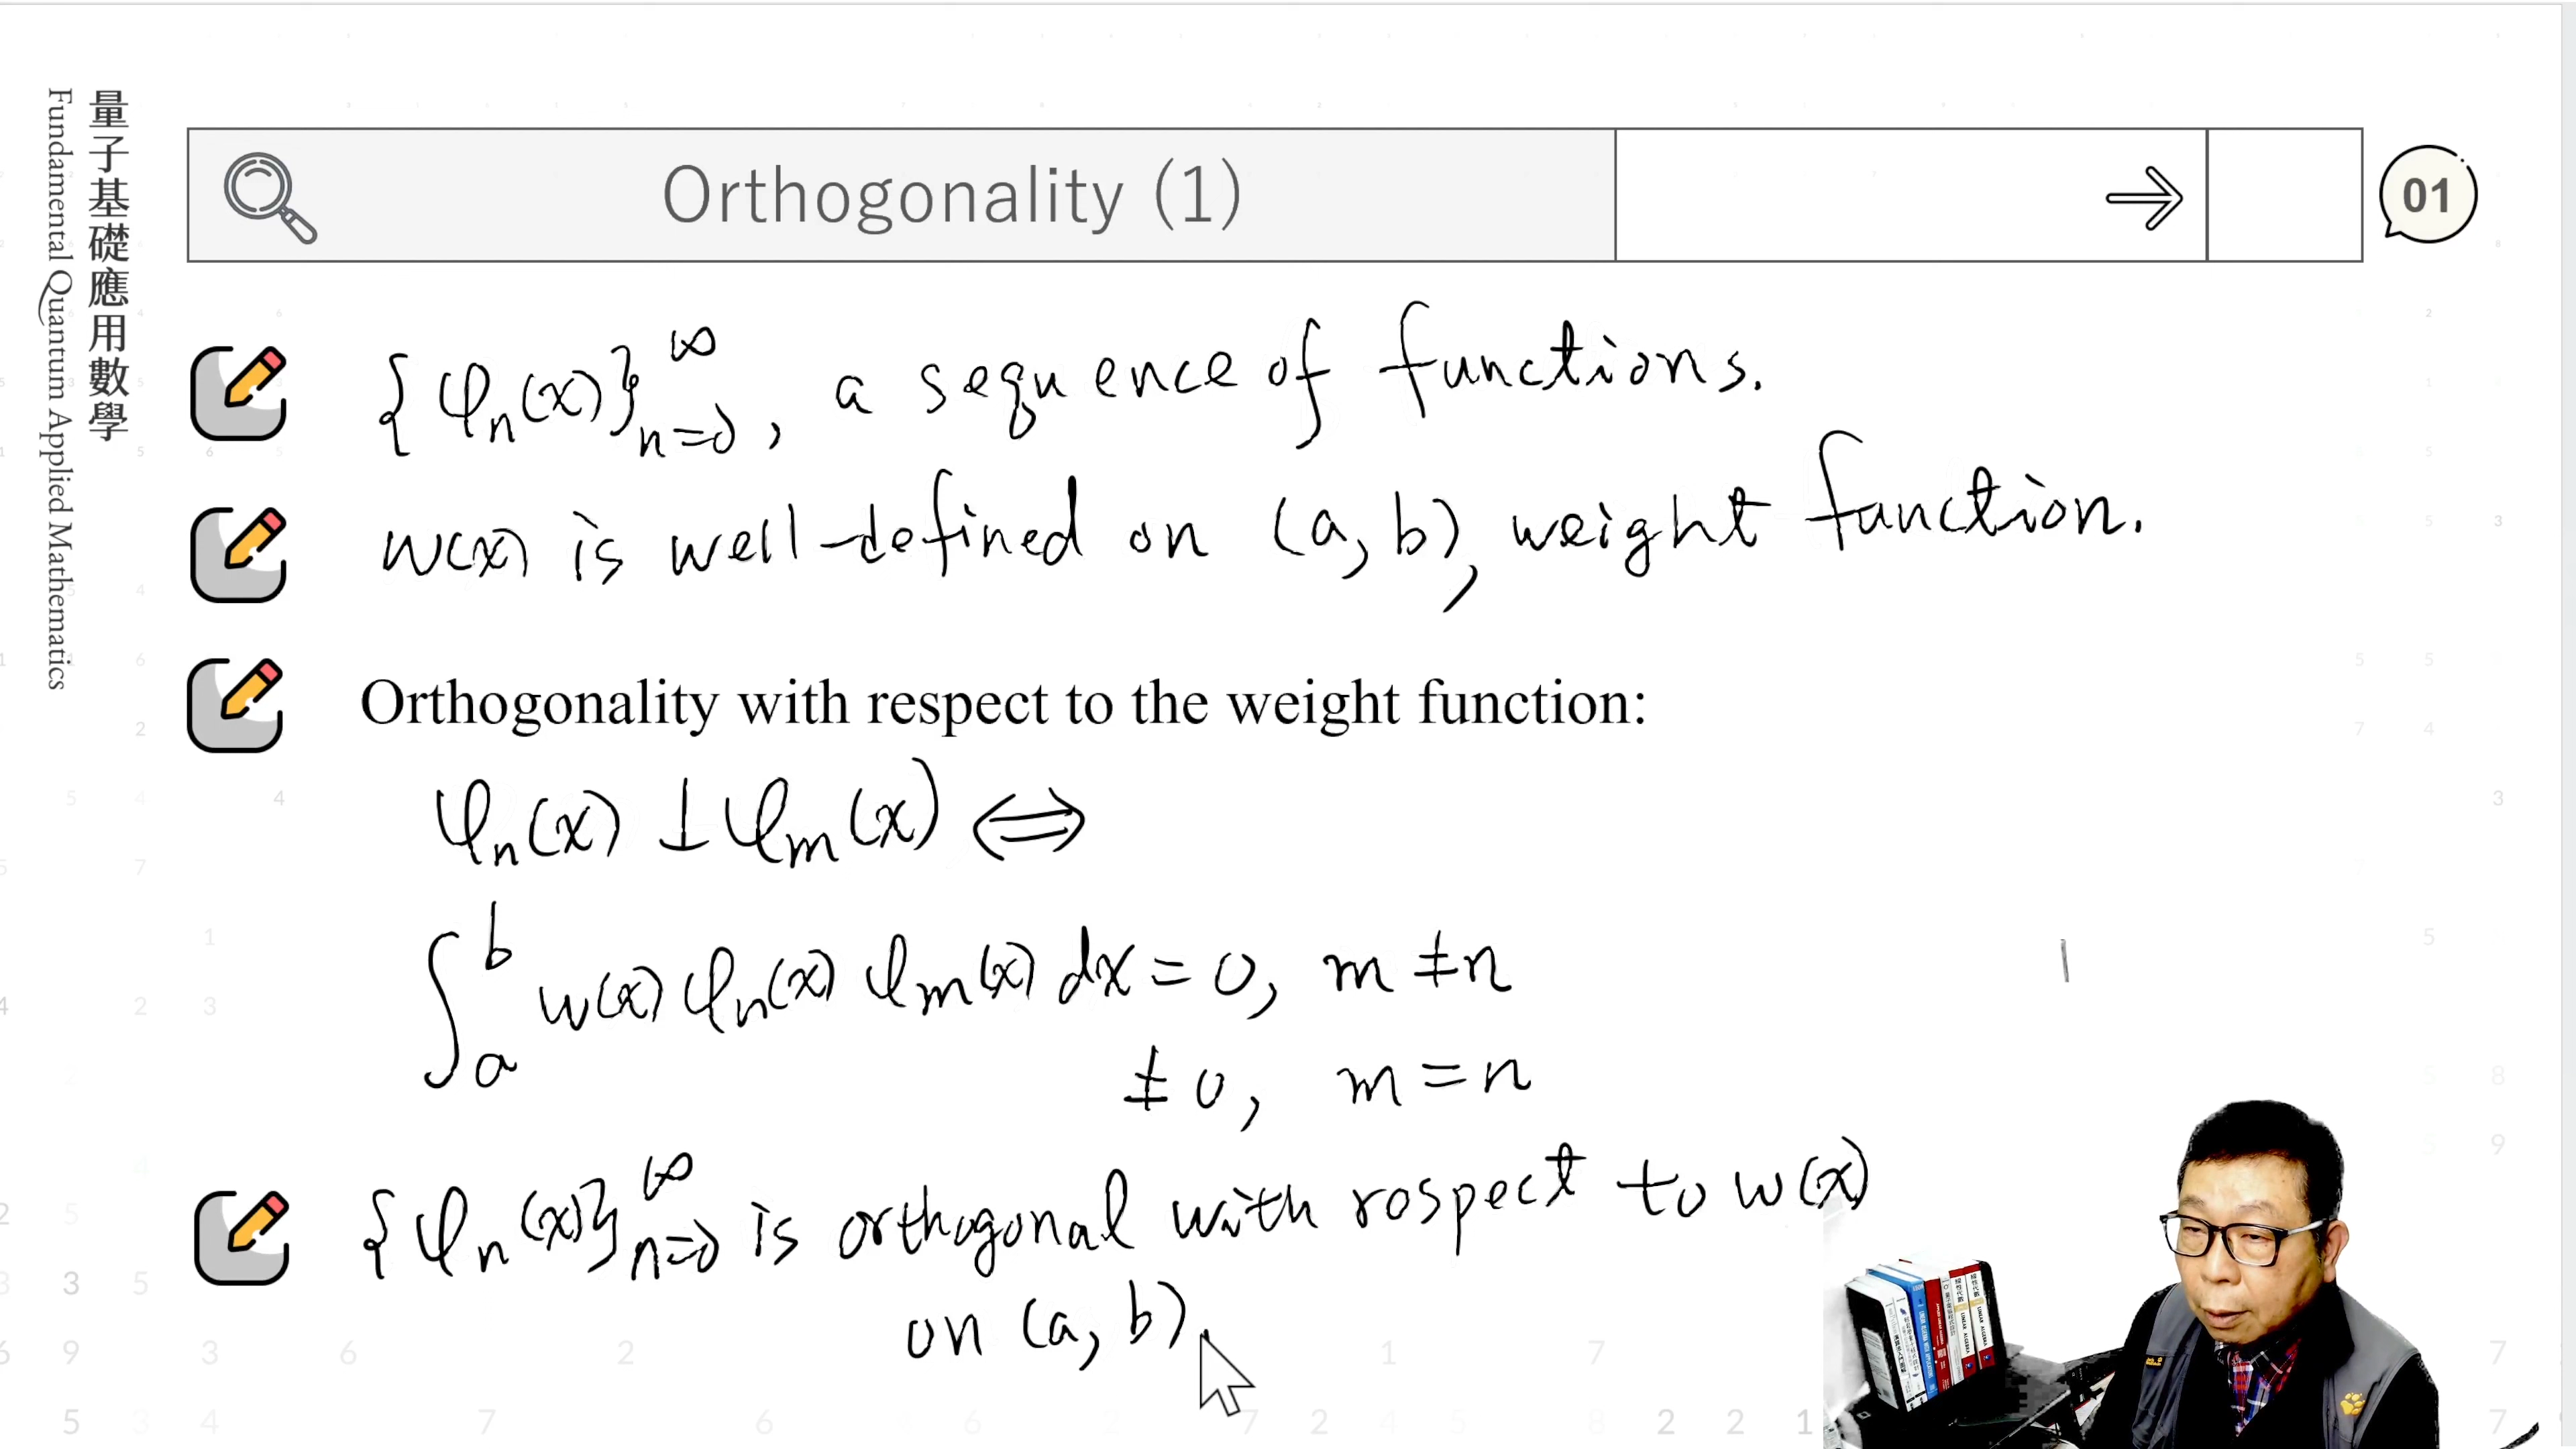 量子基礎應用數學
Fundamental Quantum Applied Mathematics
Orthogonality (1)
01
{φₙ(x)}ₙ₌₀^∞, a sequence of functions.
w(x) is well-defined on (a, b), weight function.
Orthogonality with respect to the weight function:
φₙ(x) ⊥ φₘ(x) ⟺
∫ₐᵇ w(x) φₙ(x) φₘ(x) dx = 0, m ≠ n
≠ 0, m = n
{φₙ(x)}ₙ₌₀^∞ is orthogonal with rospect to w(x)
on (a, b).